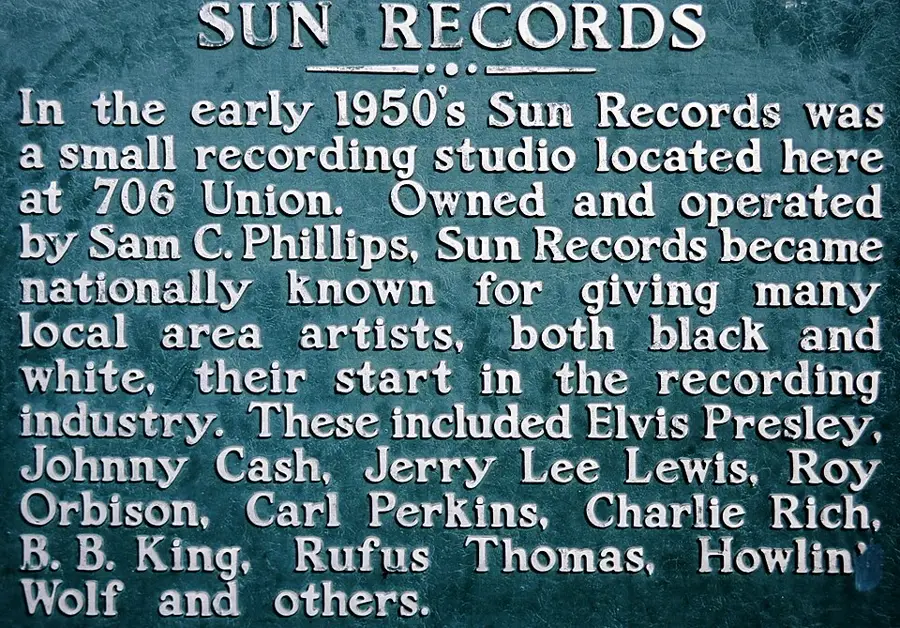 SUN RECORDS
In the early 1950's Sun Records was
a small recording studio located here
at 706 Union. Owned and operated
by Sam C. Phillips, Sun Records became
nationally known for giving many
local area artists, both black and
white, their start in the recording
industry. These included Elvis Presley,
Johnny Cash, Jerry Lee Lewis, Roy
Orbison, Carl Perkins, Charlie Rich,
B. B. King, Rufus Thomas, Howlin'
Wolf and others.